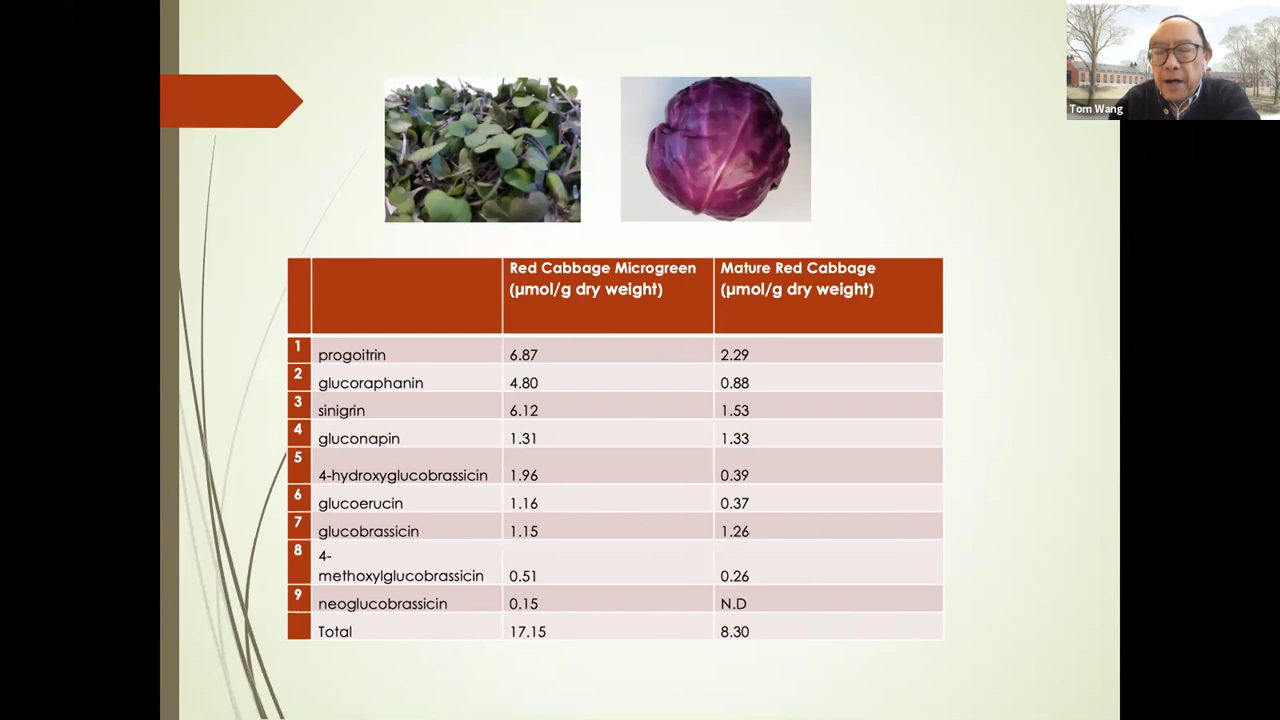 Tom Wang
Red Cabbage Microgreen Mature Red Cabbage
(µmol/g dry weight) (µmol/g dry weight)
1 progoitrin 6.87 2.29
2 glucoraphanin 4.80 0.88
3 sinigrin 6.12 1.53
4 gluconapin 1.31 1.33
5 4-hydroxyglucobrassicin 1.96 0.39
6 glucoerucin 1.16 0.37
7 glucobrassicin 1.15 1.26
8 4-
methoxylglucobrassicin 0.51 0.26
9 neoglucobrassicin 0.15 N.D
Total 17.15 8.30